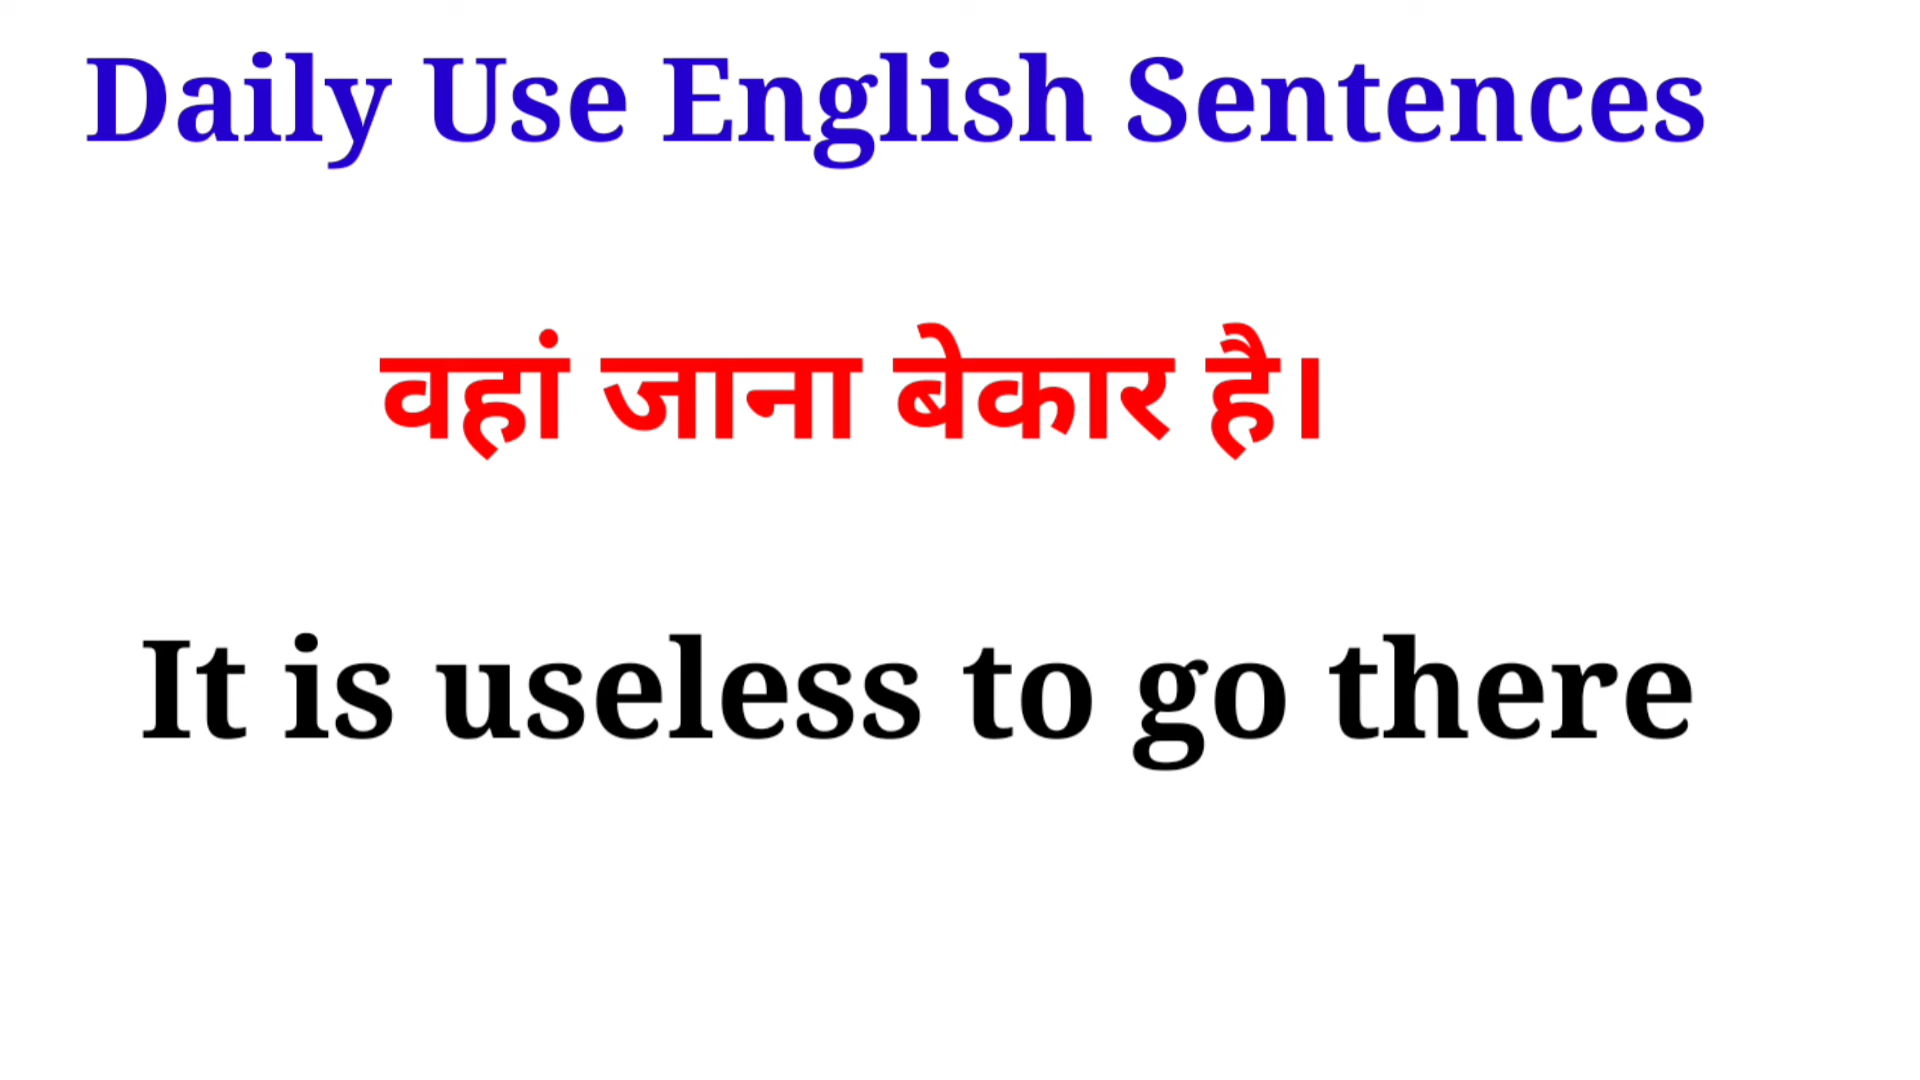 Daily Use English Sentences
वहां जाना बेकार है।
It is useless to go there